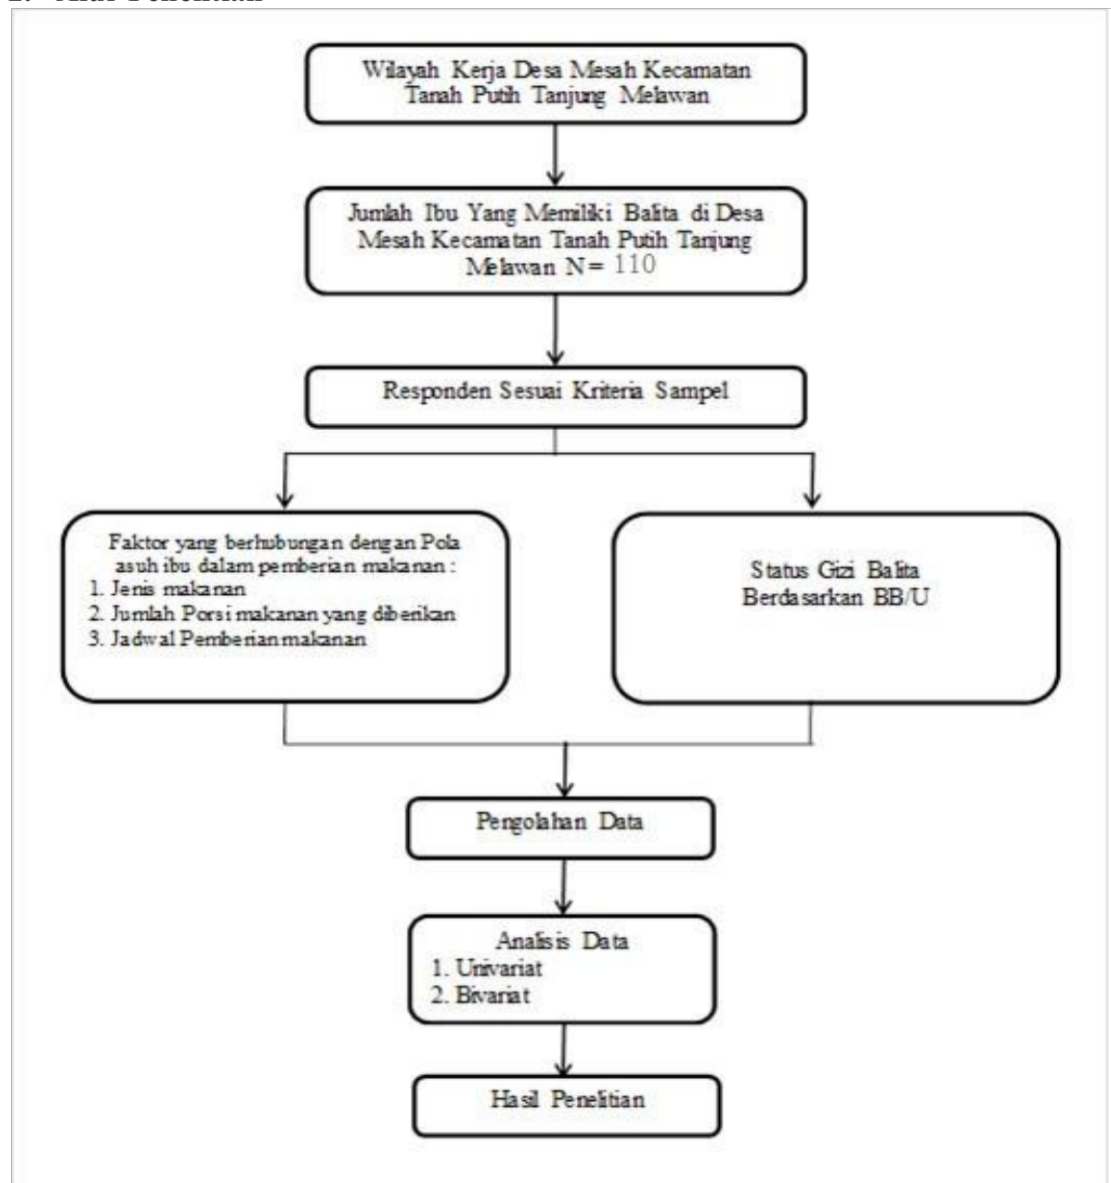 Wilayah Kerja Desa Mesah Kecamatan
Tanah Putih Tanjung Melawan
Jumlah Ibu Yang Memiliki Balita di Desa
Mesah Kecamatan Tanah Putih Tanjung
Melawan N= 110
Responden Sesuai Kriteria Sampel
Faktor yang berhubungan dengan Pola
asuh ibu dalam pemberian makanan :
1. Jenis makanan
2. Jumlah Porsi makanan yang diberikan
3. Jadwal Pemberian makanan
Status Gizi Balita
Berdasarkan BB/U
Pengolahan Data
Analisis Data
1. Univariat
2. Bivariat
Hasil Penelitian